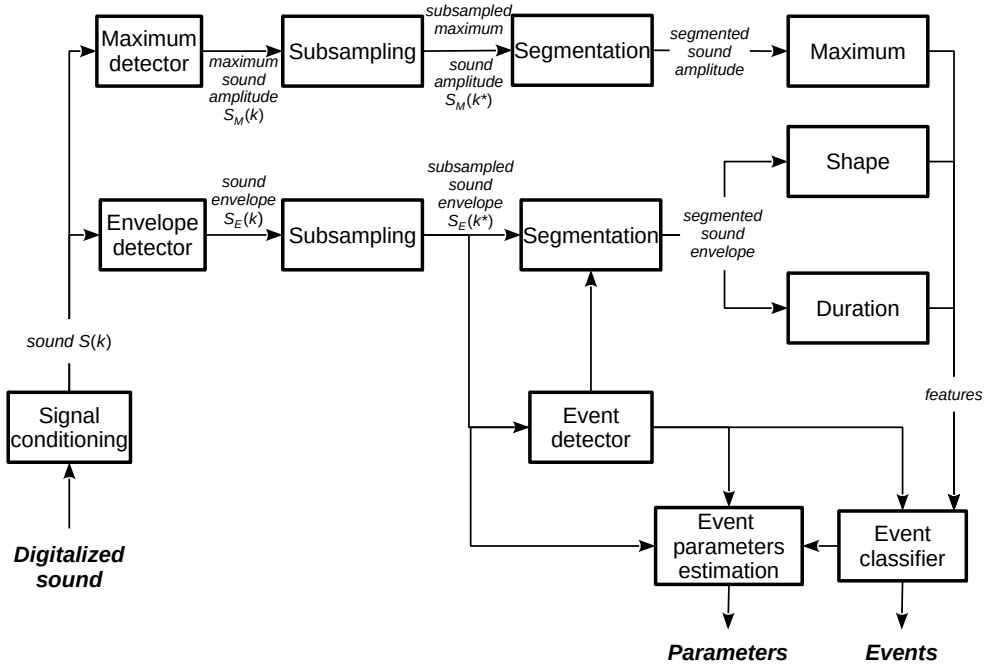 Maximum
detector
maximum
sound
amplitude
S_M(k)
Subsampling
subsampled
maximum
sound
amplitude
S_M(k*)
Segmentation
segmented
sound
amplitude
Maximum
Shape
Envelope
detector
sound
envelope
S_E(k)
Subsampling
subsampled
sound
envelope
S_E(k*)
Segmentation
segmented
sound
envelope
Duration
sound S(k)
features
Signal
conditioning
Event
detector
Event
parameters
estimation
Event
classifier
Digitalized
sound
Parameters
Events